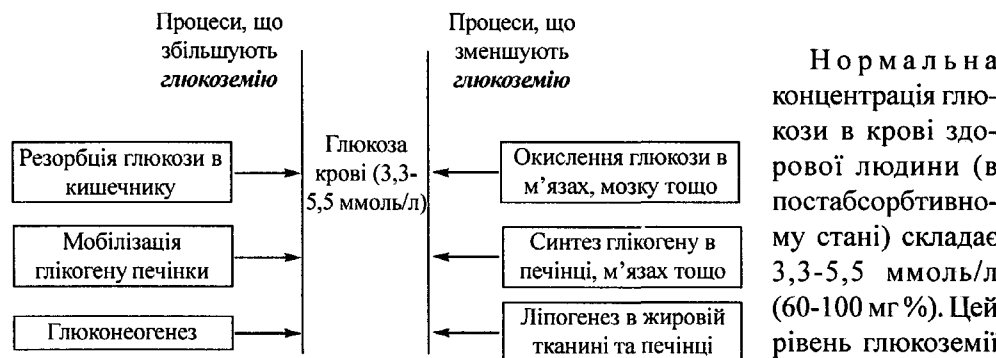 Процеси, що
збільшують
глюкоземію
Процеси, що
зменшують
глюкоземію
Резорбція глюкози в
кишечнику
Мобілізація
глікогену печінки
Глюконеогенез
Глюкоза
крові (3,3-
5,5 ммоль/л)
Окислення глюкози в
м’язах, мозку тощо
Синтез глікогену в
печінці, м’язах тощо
Ліпогенез в жировій
тканині та печінці
Нормальна
концентрація глю-
кози в крові здо-
рової людини (в
постабсорбтивно-
му стані) складає
3,3-5,5 ммоль/л
(60-100 мг %). Цей
рівень глюкоземії